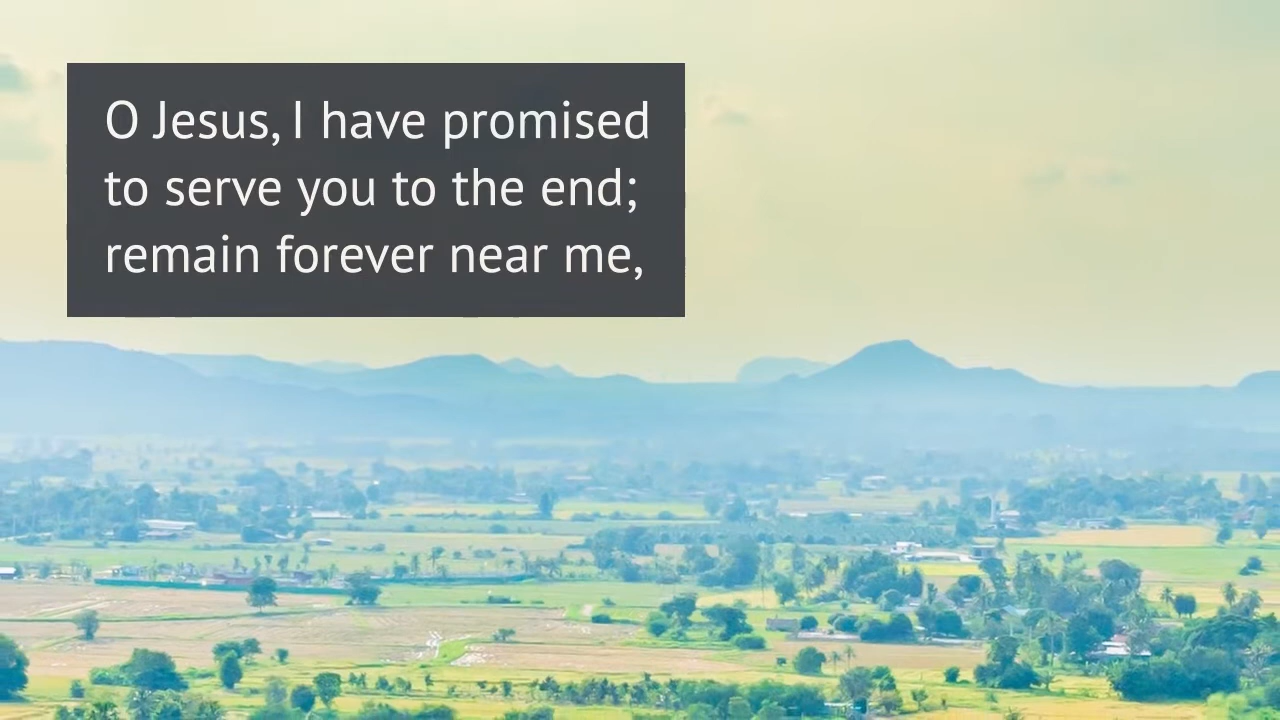 O Jesus, I have promised
to serve you to the end;
remain forever near me,